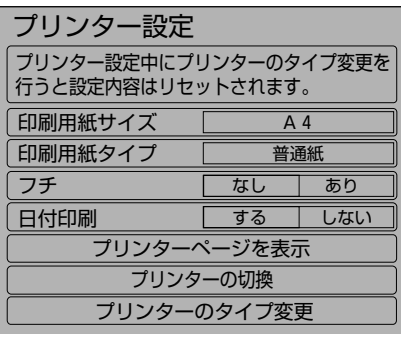 プリンター設定
プリンター設定中にプリンターのタイプ変更を
行うと設定内容はリセットされます。
印刷用紙サイズ A4
印刷用紙タイプ 普通紙
フチ なし あり
日付印刷 する しない
プリンターページを表示
プリンターの切換
プリンターのタイプ変更